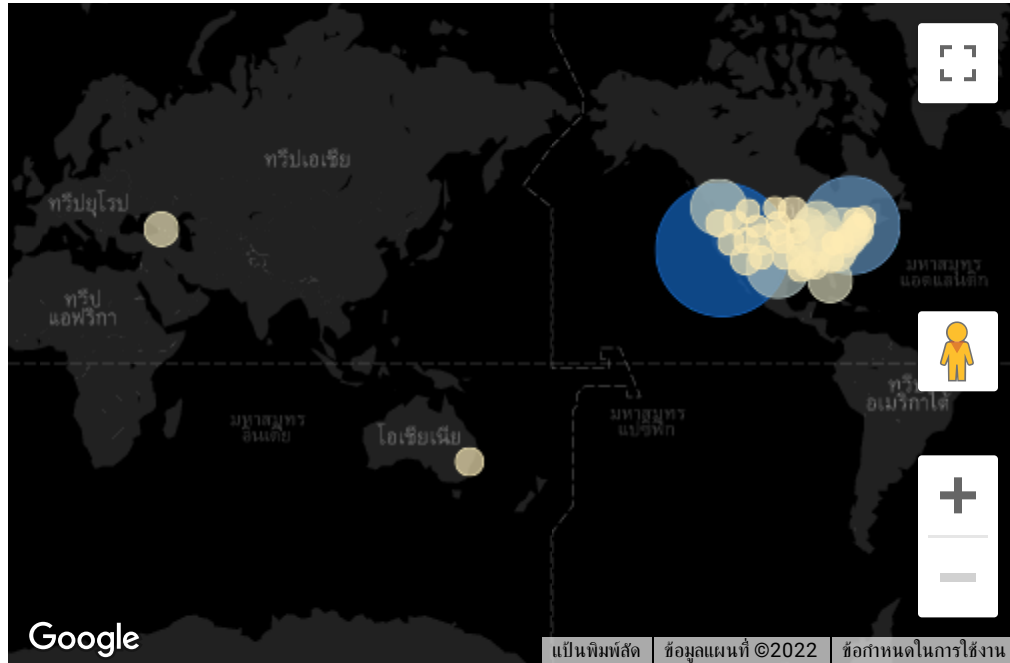 ทวีปเอเชีย
ทวีปยุโรป
มหาสมุทร
แอตแลนติก
ทวีป
แอฟริกา
ทวีป
อเมริกาใต้
มหาสมุทร
อินเดีย
โอเชียเนีย
มหาสมุทร
แปซิฟิก
Google
แป้นพิมพ์ลัด
ข้อมูลแผนที่ ©2022
ข้อกำหนดในการใช้งาน